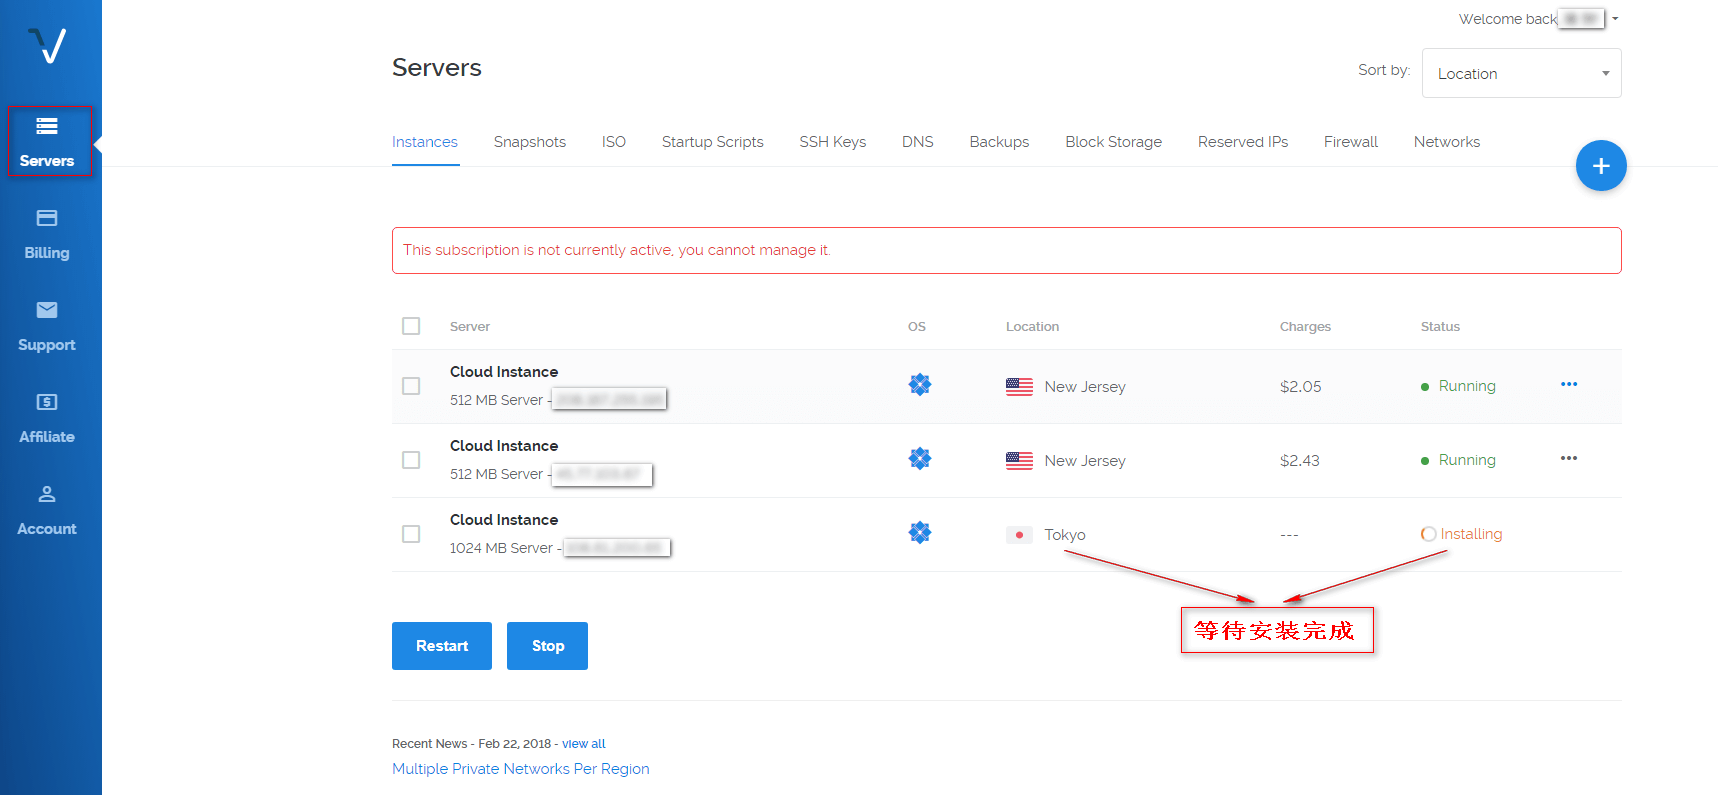 Welcome back
Servers
Sort by:
Location
Instances
Snapshots
ISO
Startup Scripts
SSH Keys
DNS
Backups
Block Storage
Reserved IPs
Firewall
Networks
+
Servers
Billing
Support
Affiliate
Account
This subscription is not currently active, you cannot manage it.
Server OS Location Charges Status
Cloud Instance
512 MB Server -
New Jersey $2.05 Running
Cloud Instance
512 MB Server -
New Jersey $2.43 Running
Cloud Instance
1024 MB Server -
Tokyo --- Installing
等待安装完成
Restart
Stop
Recent News - Feb 22, 2018 - view all
Multiple Private Networks Per Region